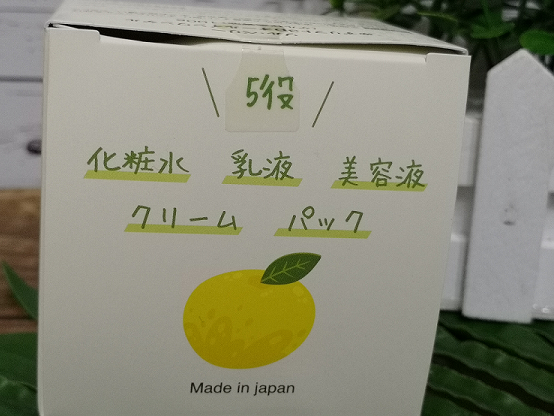 5役
化粧水 乳液 美容液
クリーム パック
Made in japan